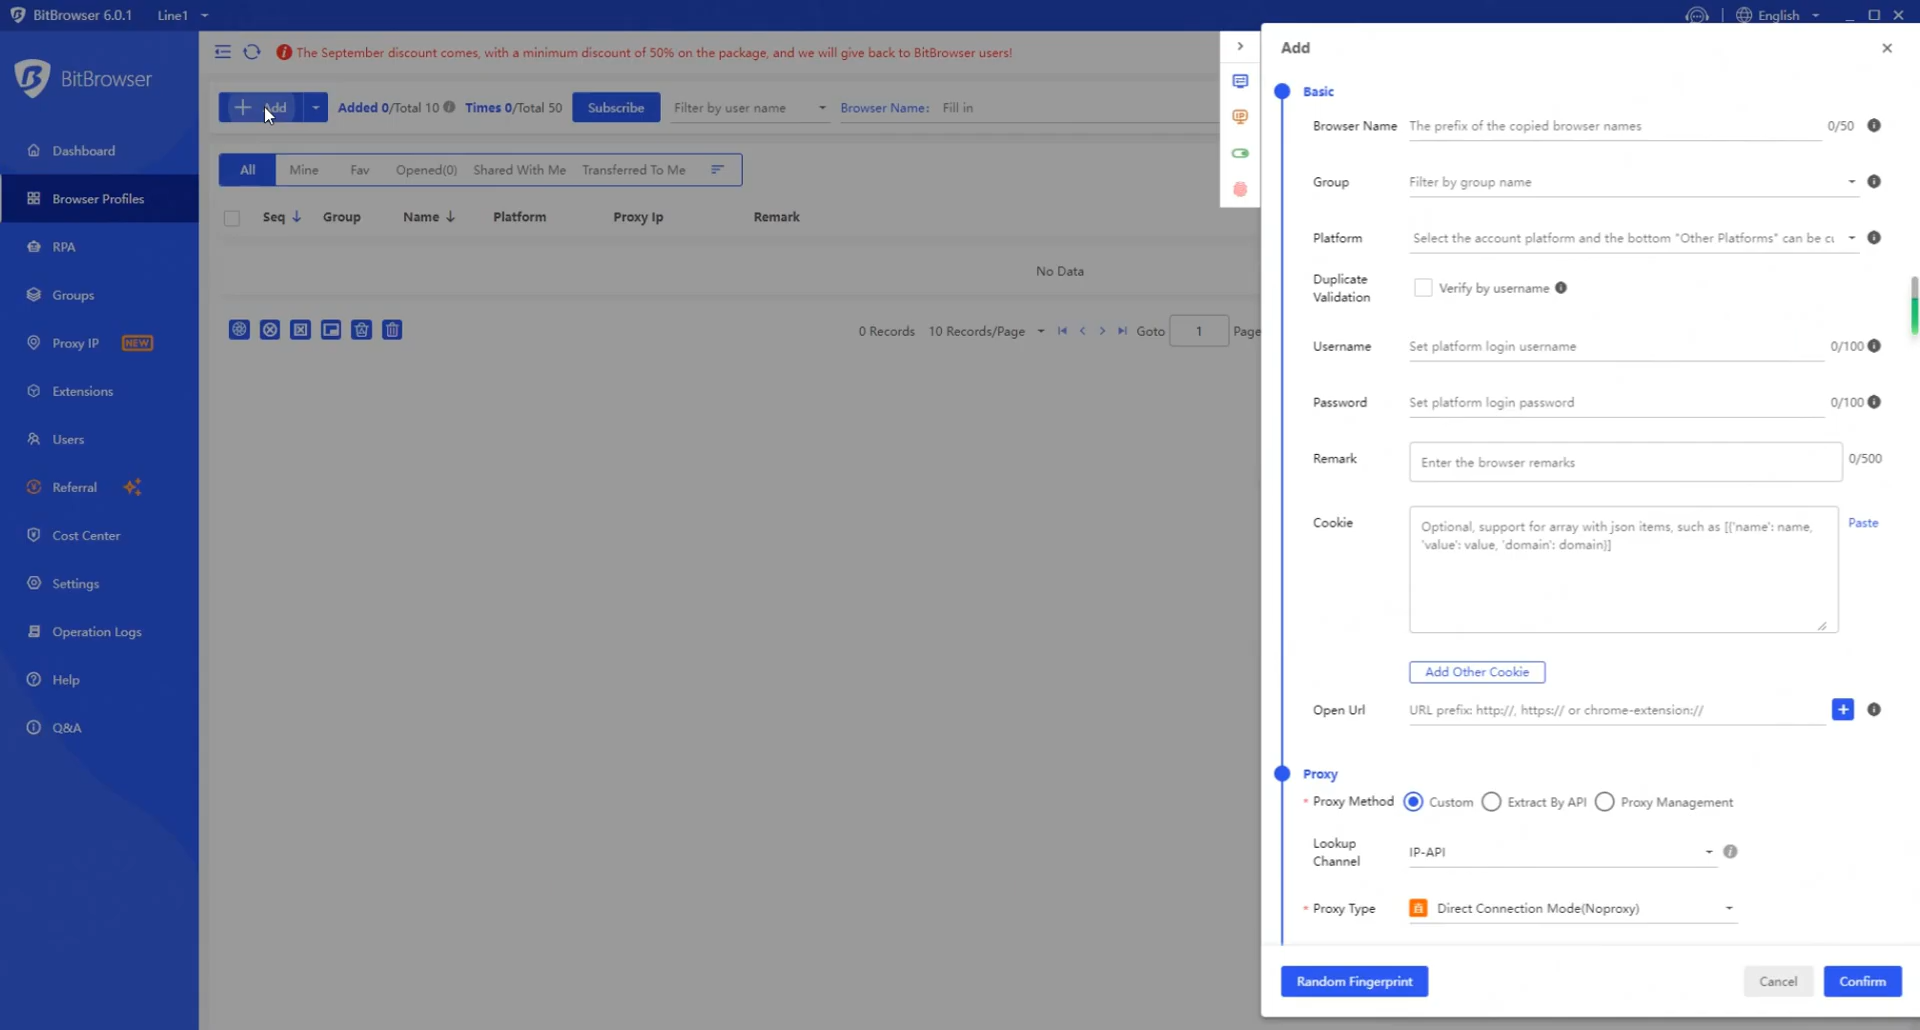 BitBrowser 6.0.1 Line1
English
BitBrowser
Dashboard
Browser Profiles
RPA
Groups
Proxy IP NEW
Extensions
Users
Referral
Cost Center
Settings
Operation Logs
Help
Q&A
The September discount comes, with a minimum discount of 50% on the package, and we will give back to BitBrowser users!
Add Added 0/Total 10 Times 0/Total 50 Subscribe Filter by user name Browser Name: Fill in
All Mine Fav Opened(0) Shared With Me Transferred To Me
Seq Group Name Platform Proxy Ip Remark
No Data
0 Records 10 Records/Page Goto 1 Page
IP
Add
Basic
Browser Name The prefix of the copied browser names 0/50
Group Filter by group name
Platform Select the account platform and the bottom "Other Platforms" can be
Duplicate
Validation
Verify by username
Username Set platform login username 0/100
Password Set platform login password 0/100
Remark Enter the browser remarks 0/500
Cookie Optional, support for array with json items, such as [{'name': name, Paste
'value': value, 'domain': domain}]
Add Other Cookie
Open Url URL prefix: http://, https:// or chrome-extension://
Proxy
* Proxy Method Custom Extract By API Proxy Management
Lookup
Channel
IP-API
* Proxy Type Direct Connection Mode(Noproxy)
Random Fingerprint Cancel Confirm